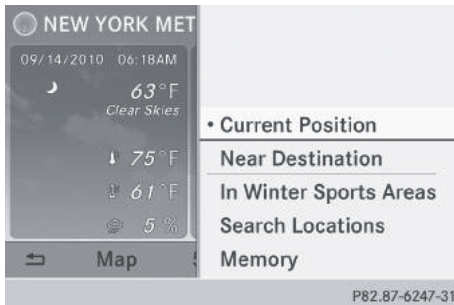 NEW YORK MET
09/14/2010 06:18AM
63°F
Clear Skies
75°F
61°F
5 %
Map
• Current Position
Near Destination
In Winter Sports Areas
Search Locations
Memory
P82.87-6247-31